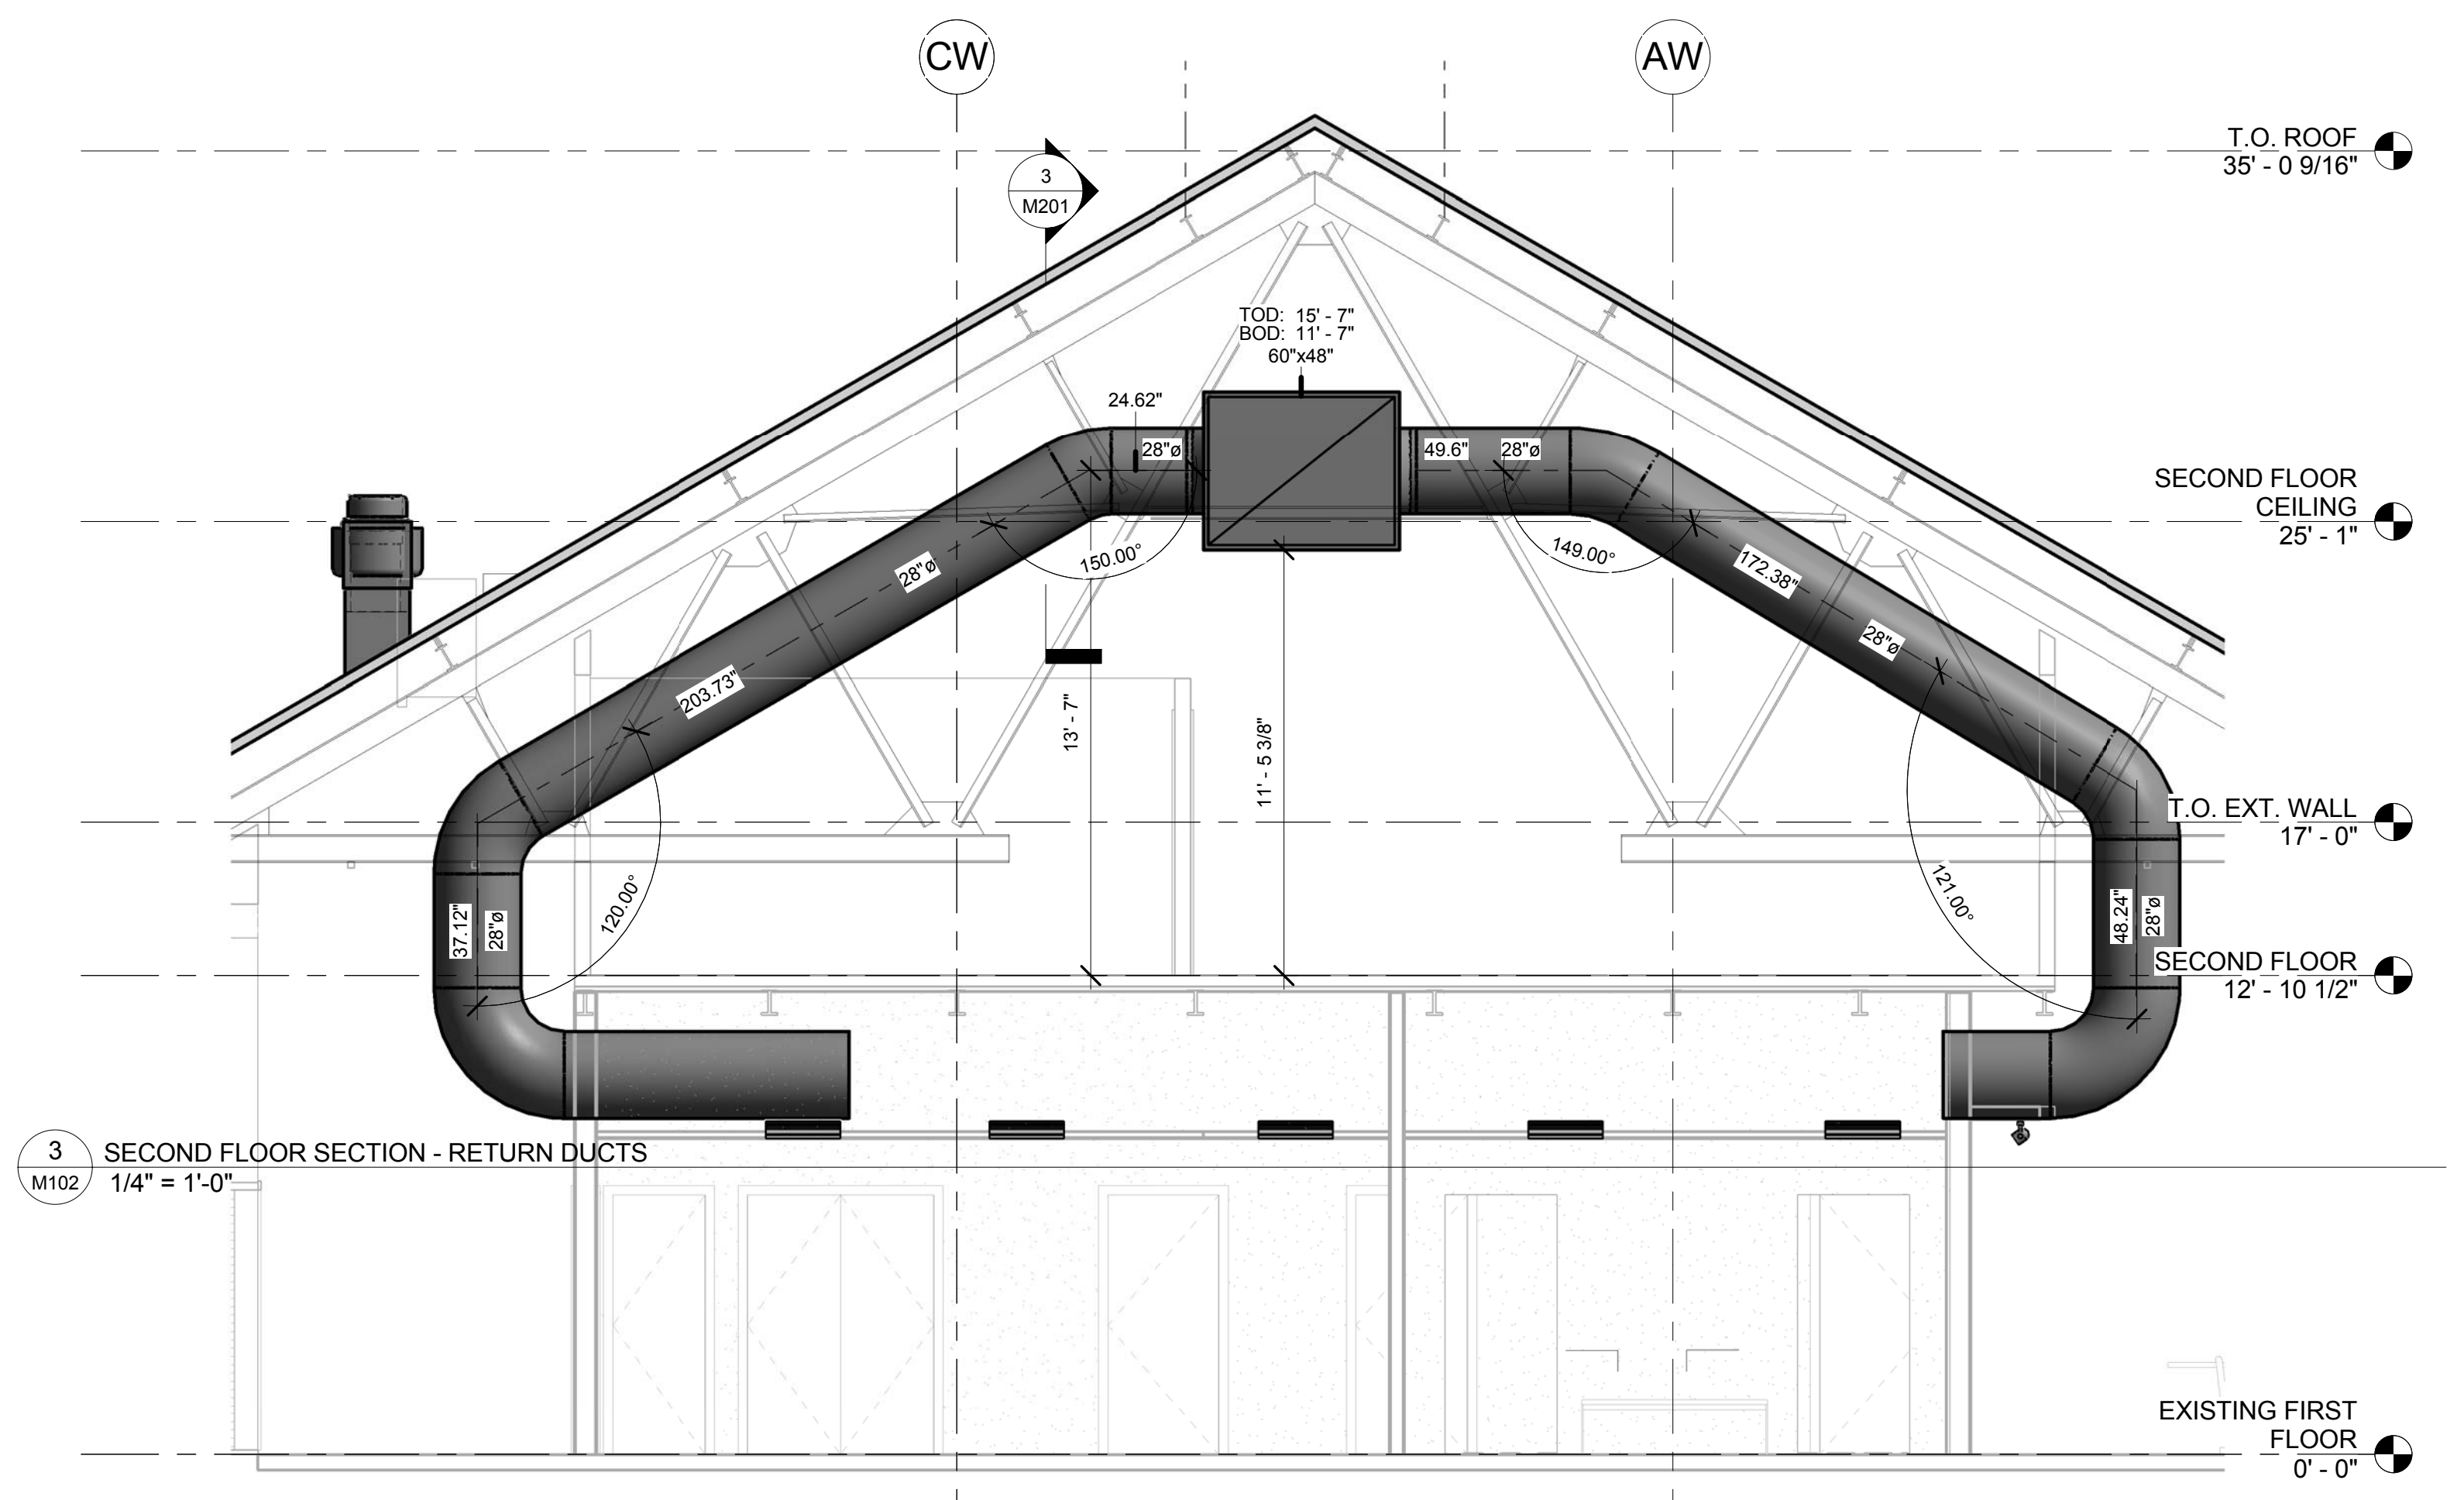 CW
AW
T.O. ROOF
35' - 0 9/16"
3
M201
TOD: 15' - 7"
BOD: 11' - 7"
60"x48"
24.62"
28"ø
49.6"
28"ø
SECOND FLOOR
CEILING
25' - 1"
150.00°
149.00°
28"ø
172.38"
28"ø
203.73"
13' - 7"
11' - 5 3/8"
T.O. EXT. WALL
17' - 0"
120.00°
121.00°
37.12"
28"ø
48.24"
28"ø
SECOND FLOOR
12' - 10 1/2"
3
M102
SECOND FLOOR SECTION - RETURN DUCTS
1/4" = 1'-0"
EXISTING FIRST
FLOOR
0' - 0"